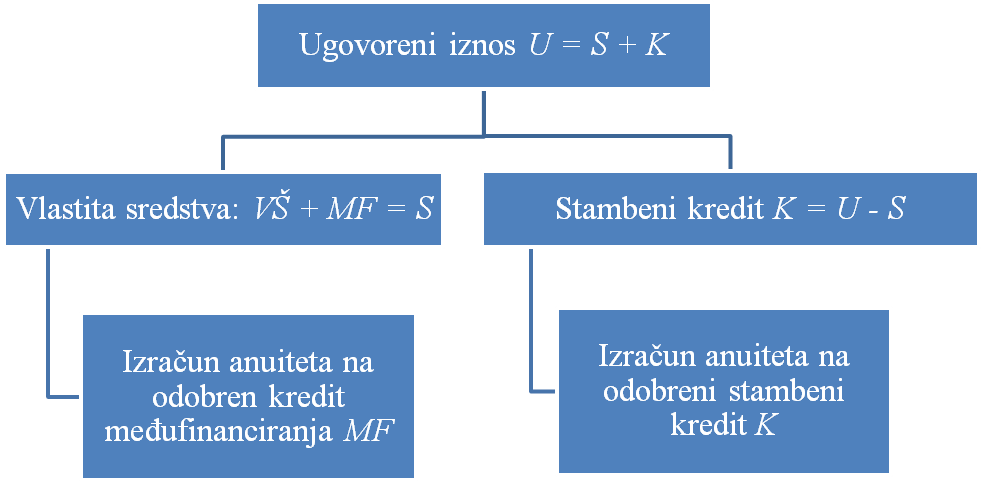 Ugovoreni iznos U = S + K
Vlastita sredstva: VŠ + MF = S
Stambeni kredit K = U - S
Izračun anuiteta na
odobren kredit
međufinanciranja MF
Izračun anuiteta na
odobreni stambeni
kredit K